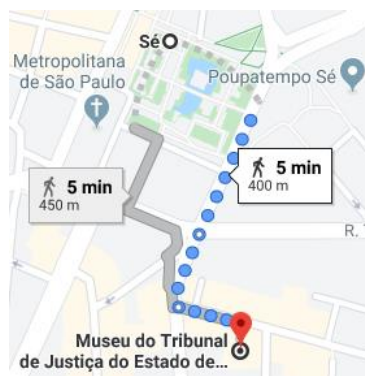 Sé
Metropolitana
de São Paulo
Poupatempo Sé
5 min
450 m
5 min
400 m
R.
Museu do Tribunal
de Justiça do Estado de...